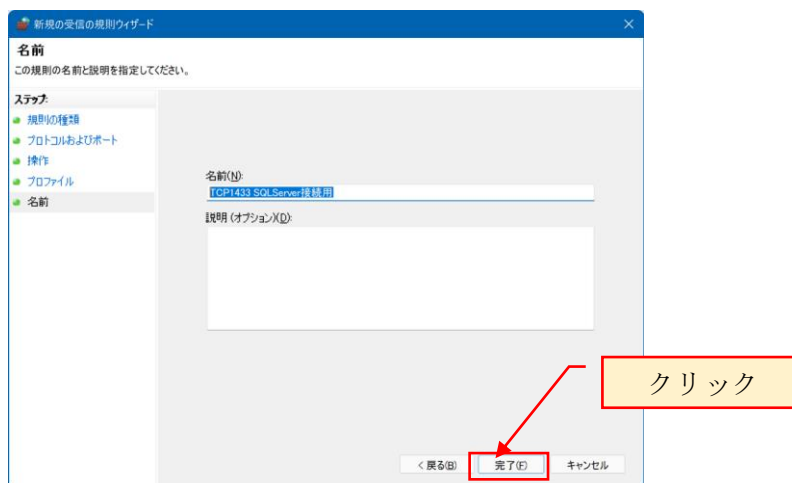 新規の受信の規則ウィザード
名前
この規則の名前と説明を指定してください。
ステップ:
規則の種類
プロトコルおよびポート
操作
プロファイル
名前
名前(N):
TCP1433 SQLServer接続用
説明 (オプション)(D):
クリック
< 戻る(B)
完了(F)
キャンセル